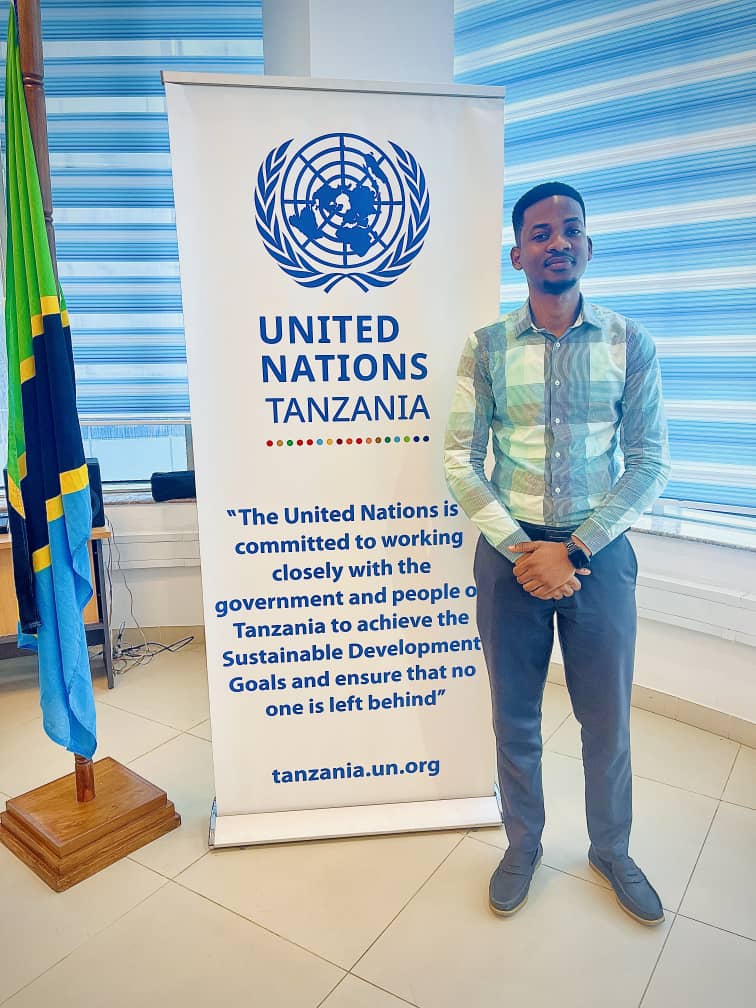 UNITED
NATIONS
TANZANIA
“The United Nations is
committed to working
closely with the
government and people o
Tanzania to achieve the
Sustainable Development
Goals and ensure that no
one is left behind”
tanzania.un.org